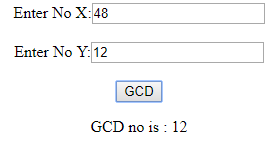 Enter No X:48
Enter No Y:12
GCD
GCD no is : 12